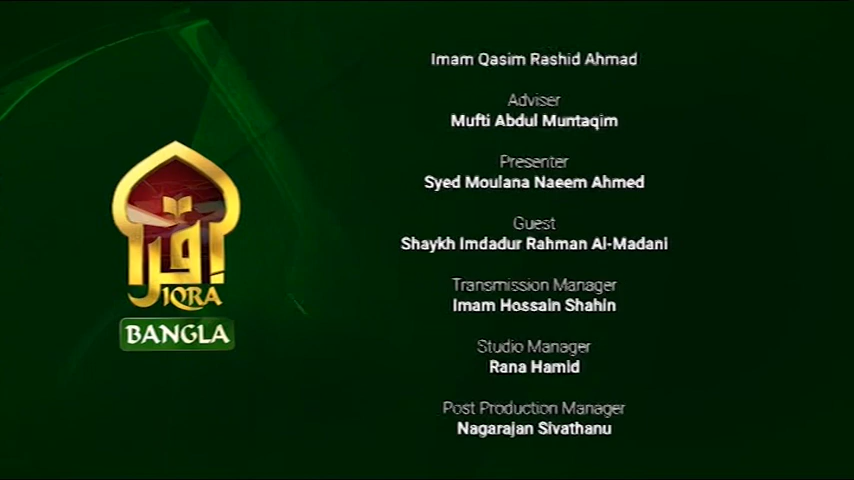 اقرأ
IQRA
BANGLA
Imam Qasim Rashid Ahmad
Adviser
Mufti Abdul Muntaqim
Presenter
Syed Moulana Naeem Ahmed
Guest
Shaykh Imdadur Rahman Al-Madani
Transmission Manager
Imam Hossain Shahin
Studio Manager
Rana Hamid
Post Production Manager
Nagarajan Sivathanu